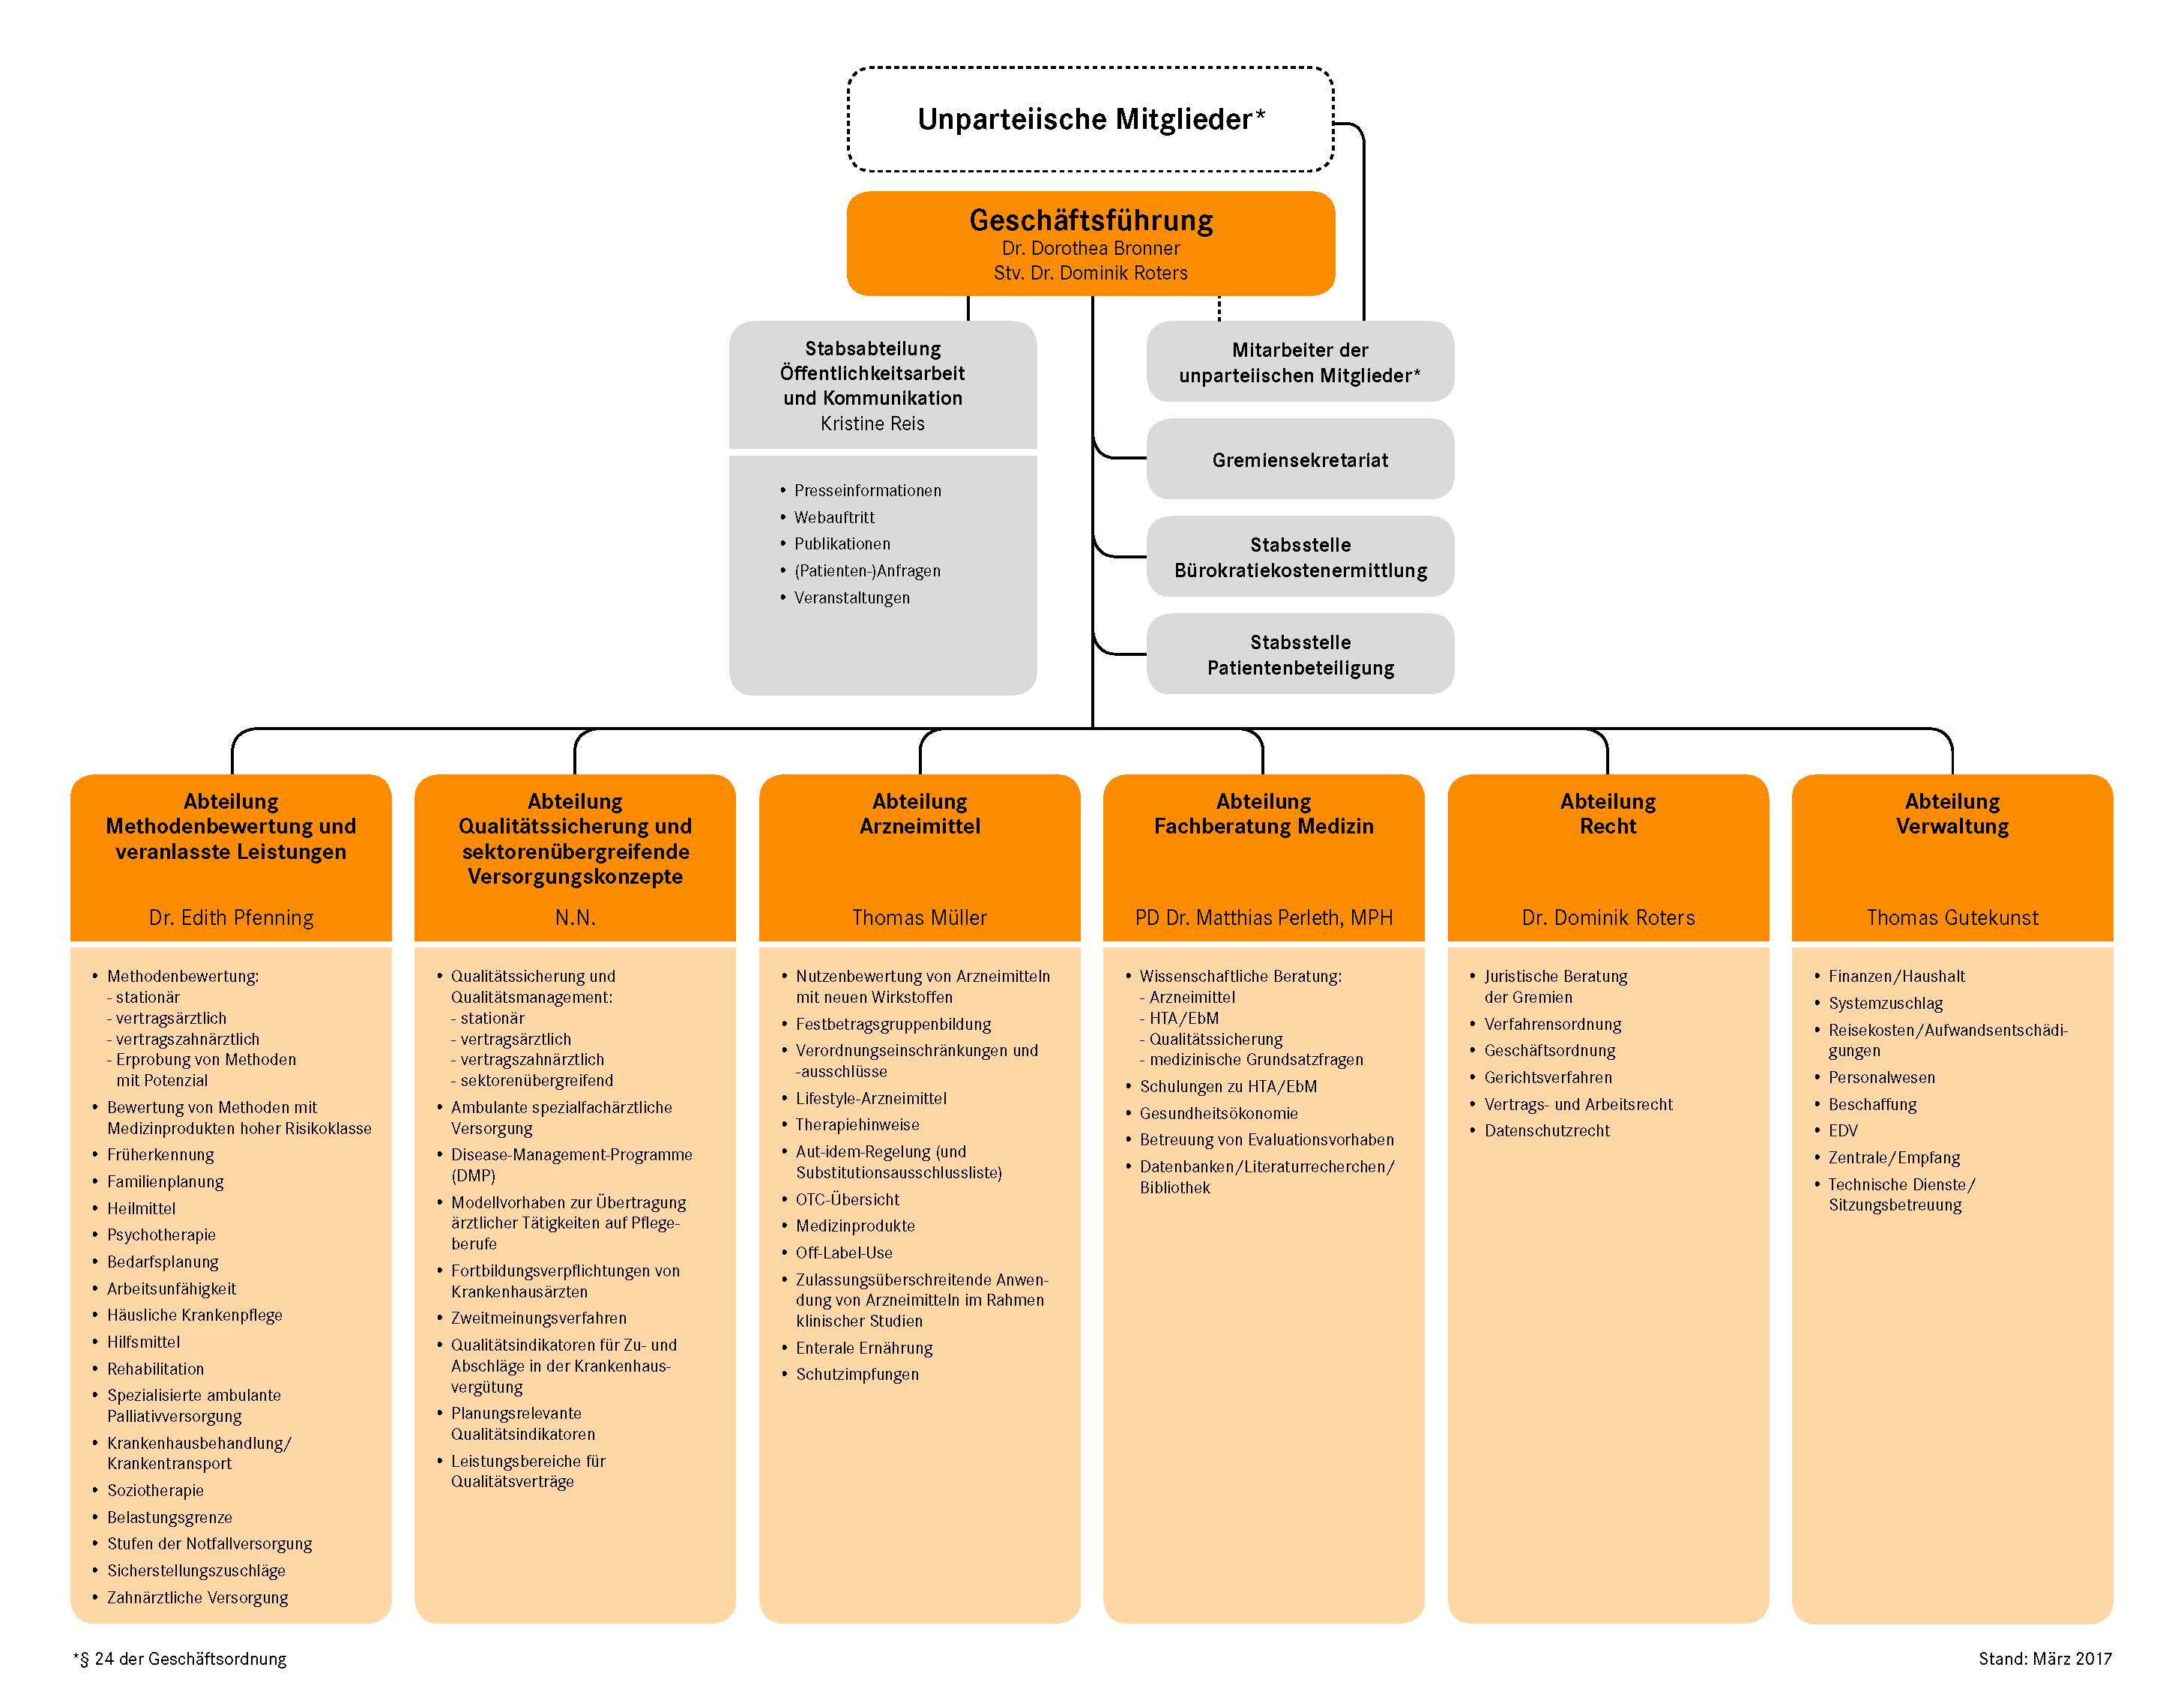 Unparteiische Mitglieder*
Geschäftsführung
Dr. Dorothea Bronner
Stv. Dr. Dominik Roters
Stabsabteilung
Öffentlichkeitsarbeit
und Kommunikation
Kristine Reis
• Presseinformationen
• Webauftritt
• Publikationen
• (Patienten-)Anfragen
• Veranstaltungen
Mitarbeiter der
unparteiischen Mitglieder*
Gremiensekretariat
Stabsstelle
Bürokratiekostenermittlung
Stabsstelle
Patientenbeteiligung
Abteilung
Methodenbewertung und
veranlasste Leistungen
Dr. Edith Pfenning
• Methodenbewertung:
- stationär
- vertragsärztlich
- vertragszahnärztlich
- Erprobung von Methoden
mit Potenzial
• Bewertung von Methoden mit
Medizinprodukten hoher Risikoklasse
• Früherkennung
• Familienplanung
• Heilmittel
• Psychotherapie
• Bedarfsplanung
• Arbeitsunfähigkeit
• Häusliche Krankenpflege
• Hilfsmittel
• Rehabilitation
• Spezialisierte ambulante
Palliativversorgung
• Krankenhausbehandlung/
Krankentransport
• Soziotherapie
• Belastungsgrenze
• Stufen der Notfallversorgung
• Sicherstellungszuschläge
• Zahnärztliche Versorgung
Abteilung
Qualitätssicherung und
sektorenübergreifende
Versorgungskonzepte
N.N.
• Qualitätssicherung und
Qualitätsmanagement:
- stationär
- vertragsärztlich
- vertragszahnärztlich
- sektorenübergreifend
• Ambulante spezialfachärztliche
Versorgung
• Disease-Management-Programme
(DMP)
• Modellvorhaben zur Übertragung
ärztlicher Tätigkeiten auf Pflege-
berufe
• Fortbildungsverpflichtungen von
Krankenhausärzten
• Zweitmeinungsverfahren
• Qualitätsindikatoren für Zu- und
Abschläge in der Krankenhaus-
vergütung
• Planungsrelevante
Qualitätsindikatoren
• Leistungsbereiche für
Qualitätsverträge
Abteilung
Arzneimittel
Thomas Müller
• Nutzenbewertung von Arzneimitteln
mit neuen Wirkstoffen
• Festbetragsgruppenbildung
• Verordnungseinschränkungen und
-ausschlüsse
• Lifestyle-Arzneimittel
• Therapiehinweise
• Aut-idem-Regelung (und
Substitutionsausschlussliste)
• OTC-Übersicht
• Medizinprodukte
• Off-Label-Use
• Zulassungsüberschreitende Anwen-
dung von Arzneimitteln im Rahmen
klinischer Studien
• Enterale Ernährung
• Schutzimpfungen
Abteilung
Fachberatung Medizin
PD Dr. Matthias Perleth, MPH
• Wissenschaftliche Beratung:
- Arzneimittel
- HTA/EbM
- Qualitätssicherung
- medizinische Grundsatzfragen
• Schulungen zu HTA/EbM
• Gesundheitsökonomie
• Betreuung von Evaluationsvorhaben
• Datenbanken/Literaturrecherchen/
Bibliothek
Abteilung
Recht
Dr. Dominik Roters
• Juristische Beratung
der Gremien
• Verfahrensordnung
• Geschäftsordnung
• Gerichtsverfahren
• Vertrags- und Arbeitsrecht
• Datenschutzrecht
Abteilung
Verwaltung
Thomas Gutekunst
• Finanzen/Haushalt
• Systemzuschlag
• Reisekosten/Aufwandsentschädi-
gungen
• Personalwesen
• Beschaffung
• EDV
• Zentrale/Empfang
• Technische Dienste/
Sitzungsbetreuung
*§ 24 der Geschäftsordnung
Stand: März 2017